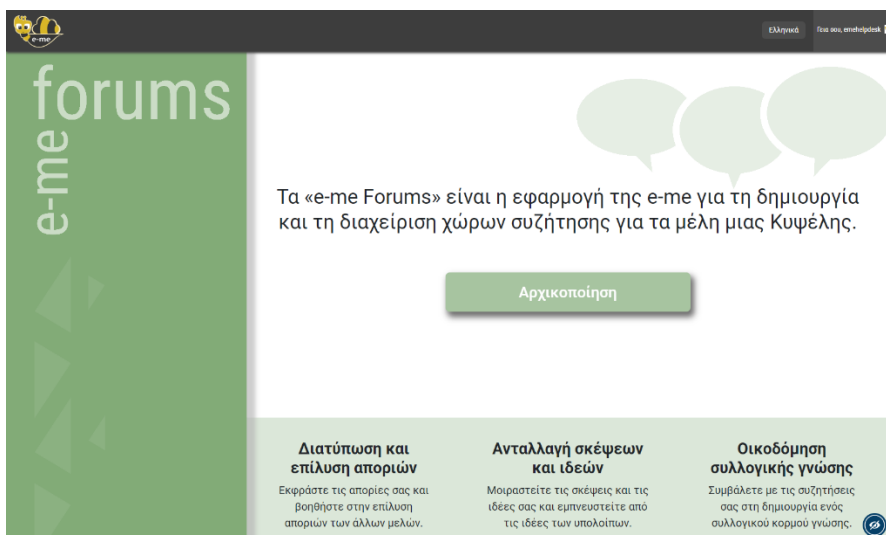 e-me
Ελληνικά
Γεια σου, emehelpdesk
forums
e-me
Τα «e-me Forums» είναι η εφαρμογή της e-me για τη δημιουργία
και τη διαχείριση χώρων συζήτησης για τα μέλη μιας Κυψέλης.
Αρχικοποίηση
Διατύπωση και
επίλυση αποριών
Εκφράστε τις απορίες σας και
βοηθήστε στην επίλυση
αποριών των άλλων μελών.
Ανταλλαγή σκέψεων
και ιδεών
Μοιραστείτε τις σκέψεις και τις
ιδέες σας και εμπνευστείτε από
τις ιδέες των υπολοίπων.
Οικοδόμηση
συλλογικής γνώσης
Συμβάλετε με τις συζητήσεις
σας στη δημιουργία ενός
συλλογικού κορμού γνώσης.